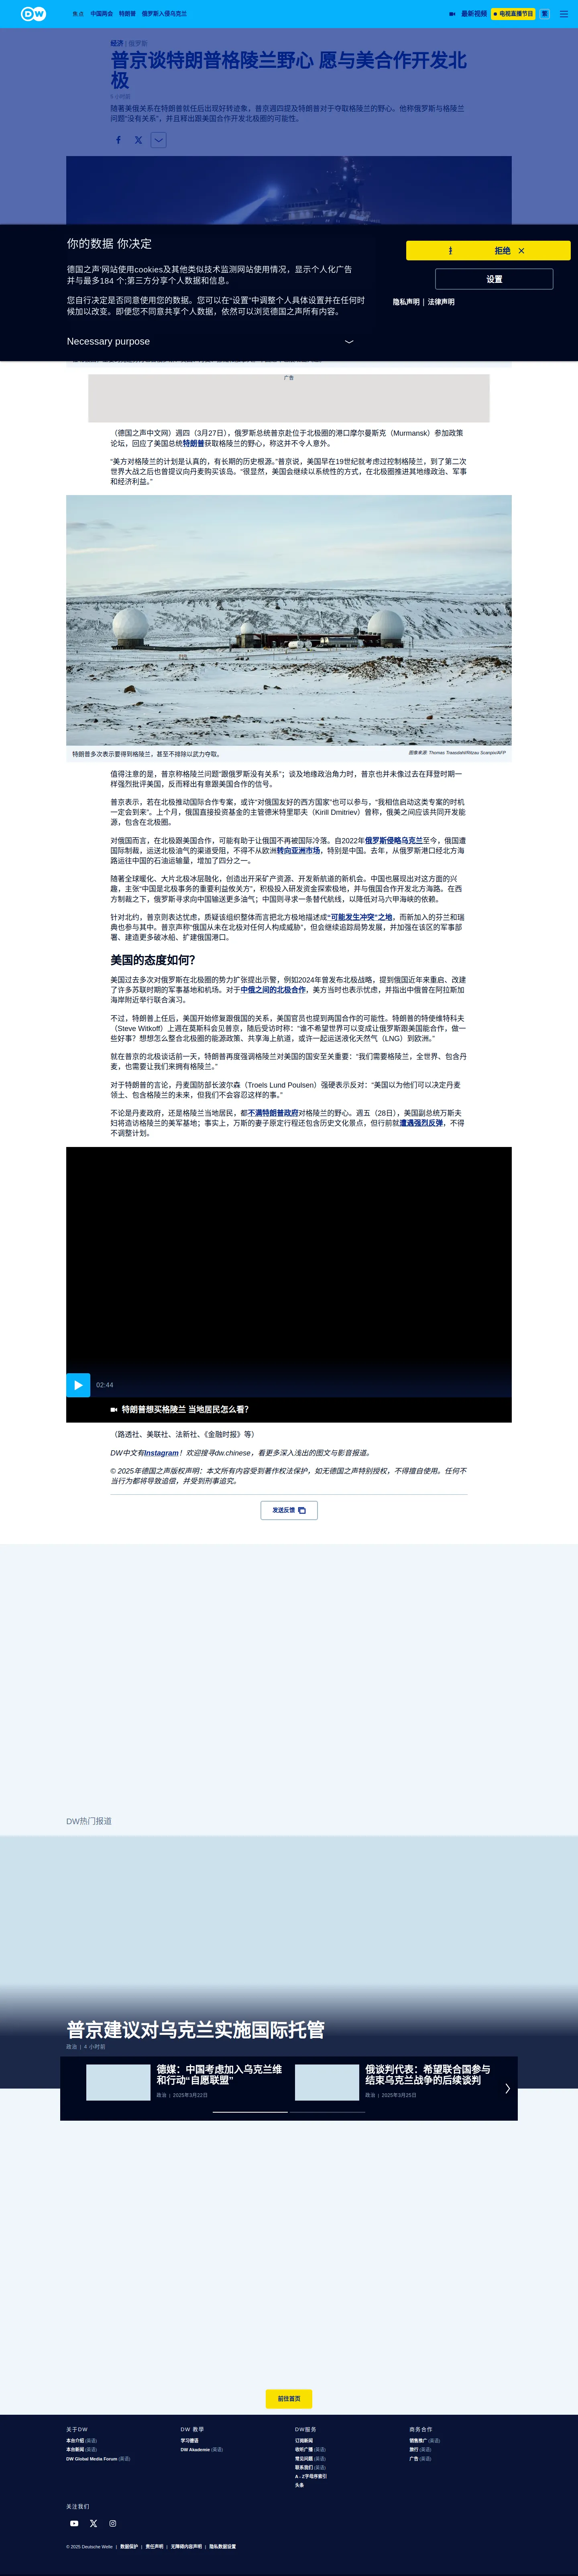 DW
焦点 中国两会 特朗普 俄罗斯入侵乌克兰
最新视频 电视直播节目
经济 | 俄罗斯
普京谈特朗普格陵兰野心 愿与美合作开发北
极
随著美俄关系在特朗普就任后出现好转迹象，普京週四提及特朗普对于夺取格陵兰的野心。他称俄罗斯与格陵兰
问题“没有关系”，并且释出跟美国合作开发北极圈的可能性。
你的数据 你决定
德国之声'网站使用cookies及其他类似技术监测网站使用情况，显示个人化广告
并与最多184 个;第三方分享个人数据和信息。
您自行决定是否同意使用您的数据。您可以在“设置”中调整个人具体设置并在任何时
候加以改变。即便您不同意共享个人数据，依然可以浏览德国之声所有内容。
Necessary purpose
拒绝
设置
隐私声明 | 法律声明
广告
（德国之声中文网）週四（3月27日），俄罗斯总统普京赴位于北极圈的港口摩尔曼斯克（Murmansk）参加政策
论坛，回应了美国总统特朗普获取格陵兰的野心，称这并不令人意外。
“美方对格陵兰的计划是认真的，有长期的历史根源。”普京说，美国早在19世纪就考虑过控制格陵兰，到了第二次
世界大战之后也曾提议向丹麦购买该岛。“很显然，美国会继续以系统性的方式，在北极圈推进其地缘政治、军事
和经济利益。”
特朗普多次表示要得到格陵兰，甚至不排除以武力夺取。
图像来源: Thomas Traasdahl/Ritzau Scanpix/AFP
值得注意的是，普京称格陵兰问题“跟俄罗斯没有关系”；谈及地缘政治角力时，普京也并未像过去在拜登时期一
样强烈批评美国，反而释出有意跟美国合作的信号。
普京表示，若在北极推动国际合作专案，或许“对俄国友好的西方国家”也可以参与，“我相信启动这类专案的时机
一定会到来”。上个月，俄国直接投资基金的主管德米特里耶夫（Kirill Dmitriev）曾称，俄美之间应该共同开发能
源，包含在北极圈。
对俄国而言，在北极跟美国合作，可能有助于让俄国不再被国际冷落。自2022年俄罗斯侵略乌克兰至今，俄国遭
国际制裁，运送北极油气的渠道受阻，不得不从欧洲转向亚洲市场，特别是中国。去年，从俄罗斯港口经北方海
路运往中国的石油运输量，增加了四分之一。
随著全球暖化、大片北极冰层融化，创造出开采矿产资源、开发新航道的新机会。中国也展现出对这方面的兴
趣，主张“中国是北极事务的重要利益攸关方”，积极投入研发资金探索极地，并与俄国合作开发北方海路。在西
方制裁之下，俄罗斯寻求向中国输送更多油气；中国则寻求一条替代航线，以降低对马六甲海峡的依赖。
针对北约，普京则表达忧虑，质疑该组织整体而言把北方极地描述成“可能发生冲突”之地，而新加入的芬兰和瑞
典也参与其中。普京声称“俄国从未在北极对任何人构成威胁”，但会继续追踪局势发展，并加强在该区的军事部
署、建造更多破冰船、扩建俄国港口。
美国的态度如何?
美国过去多次对俄罗斯在北极圈的势力扩张提出示警，例如2024年曾发布北极战略，提到俄国近年来重启、改建
了许多苏联时期的军事基地和机场。对于中俄之间的北极合作，美方当时也表示忧虑，并指出中俄曾在阿拉斯加
海岸附近举行联合演习。
不过，特朗普上任后，美国开始修复跟俄国的关系，美国官员也提到两国合作的可能性。特朗普的特使维特科夫
（Steve Witkoff）上週在莫斯科会见普京，随后受访时称：“谁不希望世界可以变成让俄罗斯跟美国能合作，做一
些好事？想想怎么整合北极圈的能源政策、共享海上航道，或许一起运送液化天然气（LNG）到欧洲。”
就在普京的北极谈话前一天，特朗普再度强调格陵兰对美国的国安至关重要：“我们需要格陵兰，全世界、包含丹
麦，也需要让我们来拥有格陵兰。”
对于特朗普的言论，丹麦国防部长波尔森（Troels Lund Poulsen）强硬表示反对：“美国以为他们可以决定丹麦
领土、包含格陵兰的未来，但我们不会容忍这样的事。”
不论是丹麦政府，还是格陵兰当地居民，都不满特朗普政府对格陵兰的野心。週五（28日），美国副总统万斯夫
妇将造访格陵兰的美军基地；事实上，万斯的妻子原定行程还包含历史文化景点，但行前就遭遇强烈反弹，不得
不调整计划。
02:44
特朗普想买格陵兰 当地居民怎么看?
（路透社、美联社、法新社、《金融时报》等）
DW中文有Instagram！欢迎搜寻dw.chinese，看更多深入浅出的图文与影音报道。
© 2025年德国之声版权声明：本文所有内容受到著作权法保护，如无德国之声特别授权，不得擅自使用。任何不
当行为都将导致追偿，并受到刑事追究。
发送反馈
DW热门报道
普京建议对乌克兰实施国际托管
政治 | 4 小时前
德媒：中国考虑加入乌克兰维
和行动“自愿联盟”
政治 | 2025年3月22日
俄谈判代表：希望联合国参与
结束乌克兰战争的后续谈判
政治 | 2025年3月25日
前往首页
关于DW
本台介绍 (英语)
本台新闻 (英语)
DW Global Media Forum (英语)
DW 教學
学习德语
DW Akademie (英语)
DW服务
订阅新闻
收听广播 (英语)
常见问题 (英语)
联系我们 (英语)
A - Z字母序索引
头条
商务合作
销售推广 (英语)
旅行 (英语)
广告 (英语)
关注我们
© 2025 Deutsche Welle | 数据保护 | 责任声明 | 无障碍内容声明 | 隐私数据设置